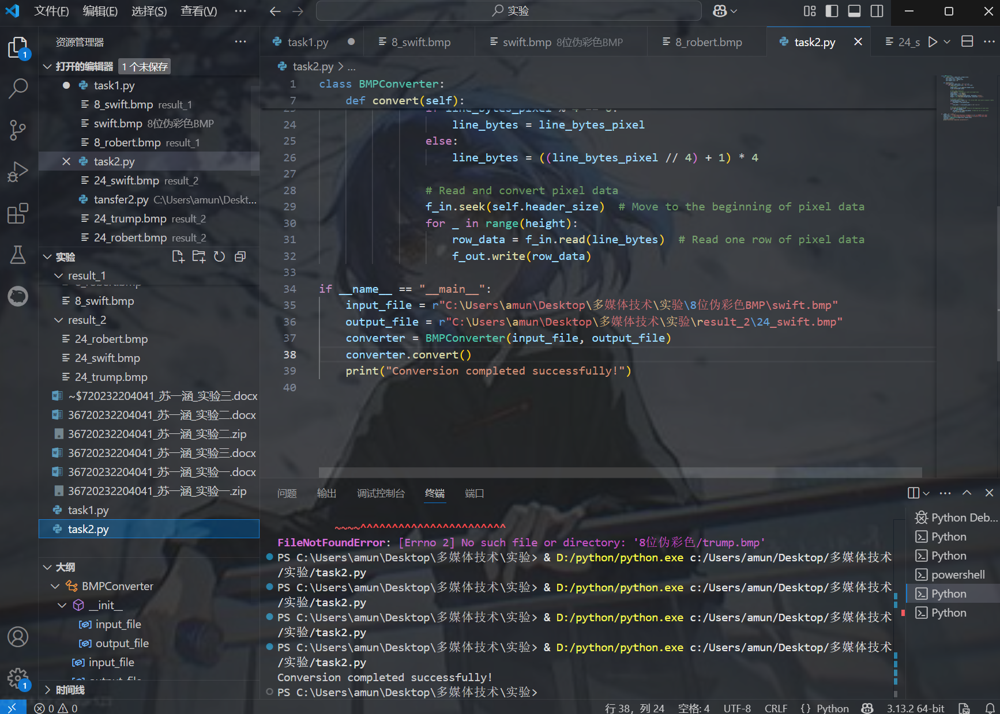 文件(F) 编辑(E) 选择(S) 查看(V) ··· 实验
资源管理器 ···
打开的编辑器 1 个未保存
task1.py
8_swift.bmp result_1
swift.bmp 8位伪彩色BMP
8_robert.bmp result_1
task2.py
24_swift.bmp result_2
tansfer2.py C:\Users\amun\Deskt...
24_trump.bmp result_2
24_robert.bmp result_2
实验
result_1
8_robert.bmp
8_swift.bmp
result_2
24_robert.bmp
24_swift.bmp
24_trump.bmp
~$720232204041_苏一涵_实验三.docx
36720232204041_苏一涵_实验二.docx
36720232204041_苏一涵_实验二.zip
36720232204041_苏一涵_实验三.docx
36720232204041_苏一涵_实验一.docx
36720232204041_苏一涵_实验一.zip
task1.py
task2.py
大纲
BMPConverter
__init__
input_file
output_file
input_file
output_file
时间线
task1.py 8_swift.bmp swift.bmp 8位伪彩色BMP 8_robert.bmp task2.py 24_s
task2.py > ...
1 class BMPConverter:
7 def convert(self):
23 if line_bytes_pixel % 4 == 0:
24 line_bytes = line_bytes_pixel
25 else:
26 line_bytes = ((line_bytes_pixel // 4) + 1) * 4
27
28 # Read and convert pixel data
29 f_in.seek(self.header_size) # Move to the beginning of pixel data
30 for _ in range(height):
31 row_data = f_in.read(line_bytes) # Read one row of pixel data
32 f_out.write(row_data)
33
34 if __name__ == "__main__":
35 input_file = r"C:\Users\amun\Desktop\多媒体技术\实验\8位伪彩色BMP\swift.bmp"
36 output_file = r"C:\Users\amun\Desktop\多媒体技术\实验\result_2\24_swift.bmp"
37 converter = BMPConverter(input_file, output_file)
38 converter.convert()
39 print("Conversion completed successfully!")
40
问题 输出 调试控制台 终端 端口
~~~~^^^^^^^^^^^^^^^^^^^^^^^
FileNotFoundError: [Errno 2] No such file or directory: '8位伪彩色/trump.bmp'
PS C:\Users\amun\Desktop\多媒体技术\实验> & D:/python/python.exe c:/Users/amun/Desktop/多媒体技术
/实验/task2.py
PS C:\Users\amun\Desktop\多媒体技术\实验> & D:/python/python.exe c:/Users/amun/Desktop/多媒体技术
/实验/task2.py
PS C:\Users\amun\Desktop\多媒体技术\实验> & D:/python/python.exe c:/Users/amun/Desktop/多媒体技术
/实验/task2.py
PS C:\Users\amun\Desktop\多媒体技术\实验> & D:/python/python.exe c:/Users/amun/Desktop/多媒体技术
/实验/task2.py
Conversion completed successfully!
PS C:\Users\amun\Desktop\多媒体技术\实验>
Python Deb...
Python
Python
powershell
Python
Python
0 0 行 38，列 24 空格: 4 UTF-8 CRLF {} Python 3.13.2 64-bit